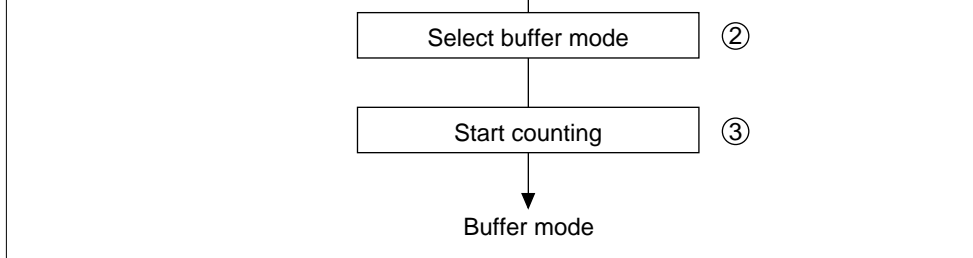 Select buffer mode ②
Start counting ③
Buffer mode